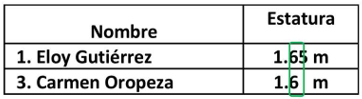 Nombre Estatura
1. Eloy Gutiérrez 1.65 m
3. Carmen Oropeza 1.6 m